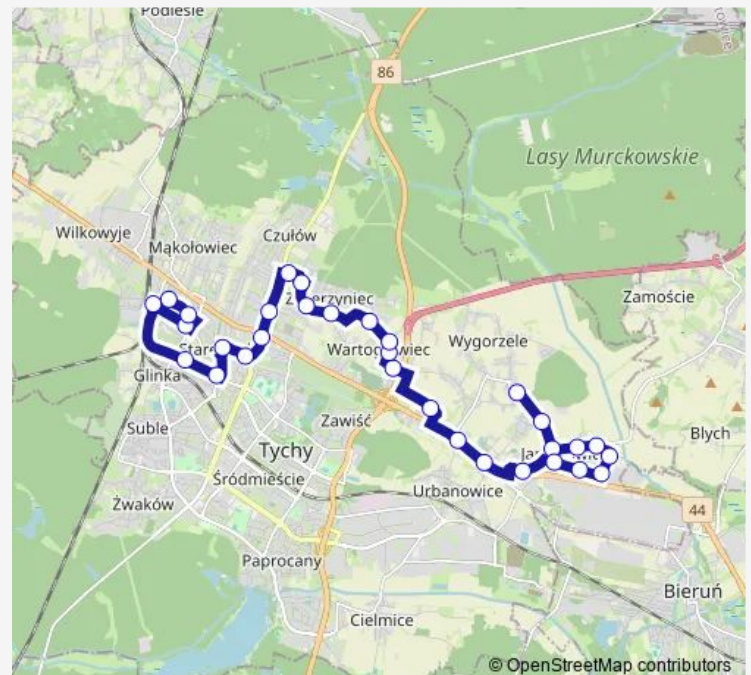 Podlesie
86
Lasy Murckowskie
Wilkowyje
Mąkołowiec
Czułów
Zamoście
Wygorzele
Glinka
Suble
Zawiść
Blych
Tychy
Śródmieście
Żwaków
Urbanowice
44
Paprocany
Bieruń
Cielmice
© OpenStreetMap contributors